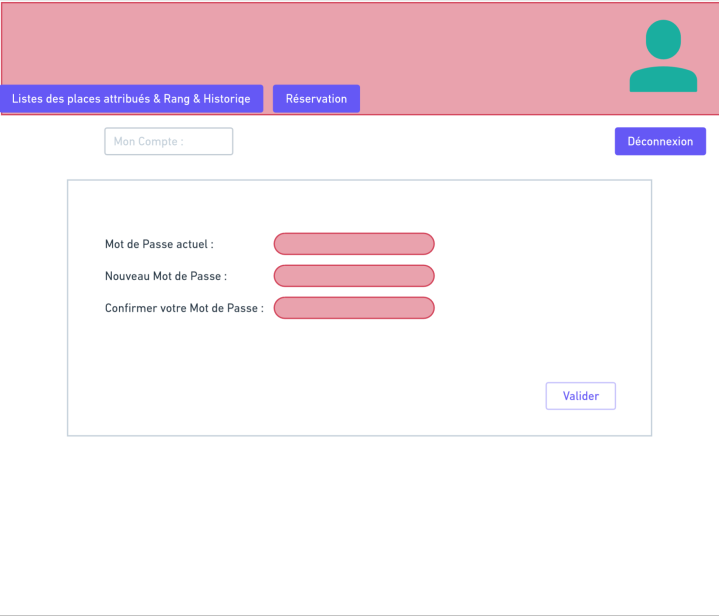 Listes des places attribués & Rang & Historiqe
Réservation
Mon Compte :
Déconnexion
Mot de Passe actuel :
Nouveau Mot de Passe :
Confirmer votre Mot de Passe :
Valider